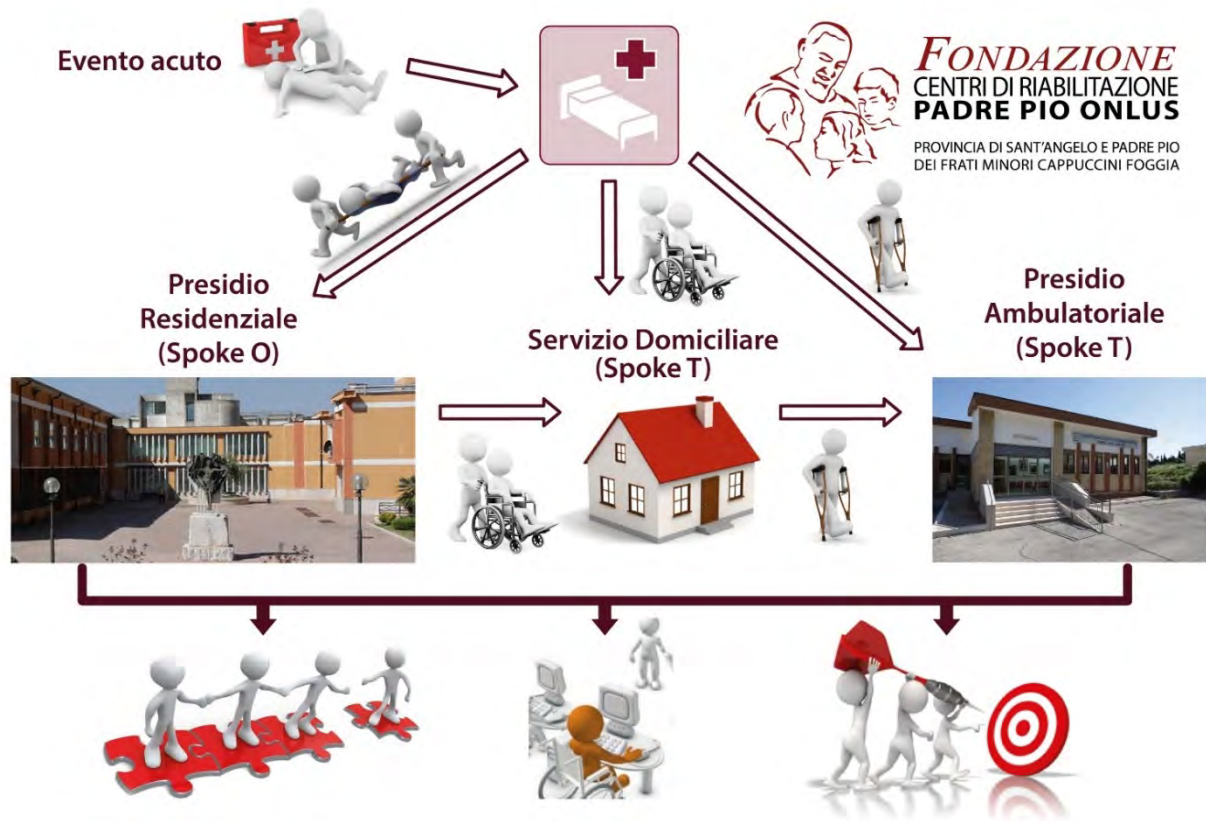 Evento acuto
FONDAZIONE
CENTRI DI RIABILITAZIONE
PADRE PIO ONLUS
PROVINCIA DI SANT'ANGELO E PADRE PIO
DEI FRATI MINORI CAPPUCCINI FOGGIA
Presidio
Residenziale
(Spoke O)
Servizio Domiciliare
(Spoke T)
Presidio
Ambulatoriale
(Spoke T)